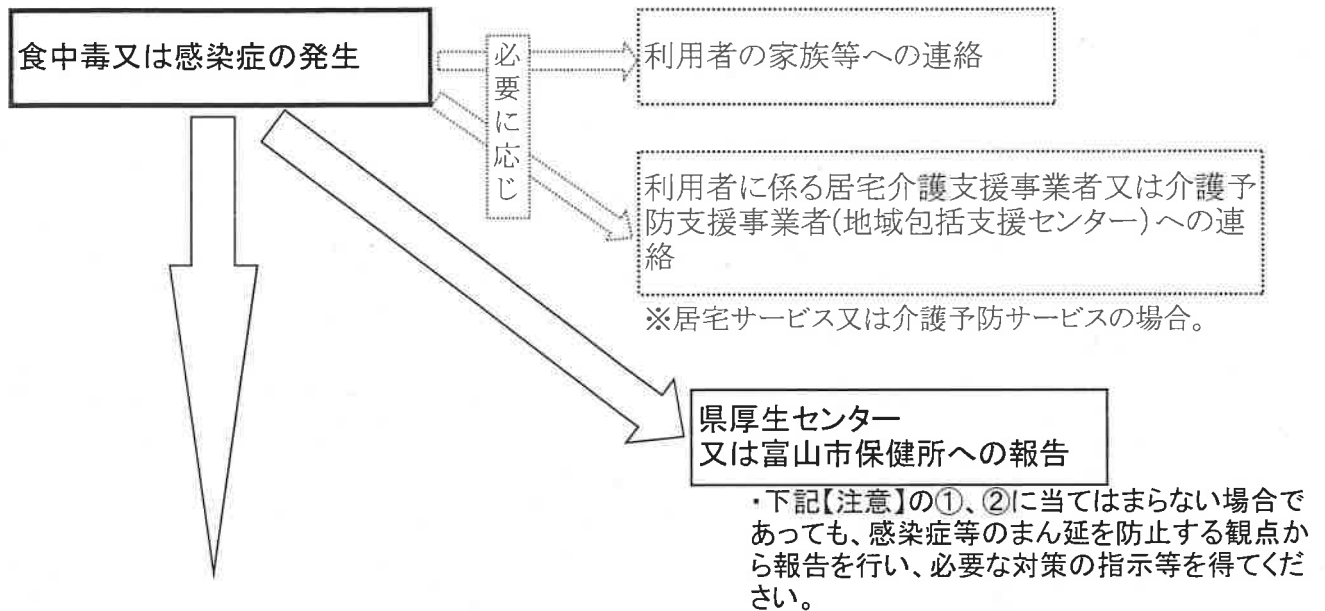 食中毒又は感染症の発生
必要に応じ
利用者の家族等への連絡
利用者に係る居宅介護支援事業者又は介護予
防支援事業者(地域包括支援センター)への連
絡
※居宅サービス又は介護予防サービスの場合。
県厚生センター
又は富山市保健所への報告
・下記【注意】の①、②に当てはまらない場合で
あっても、感染症等のまん延を防止する観点か
ら報告を行い、必要な対策の指示等を得てくだ
さい。